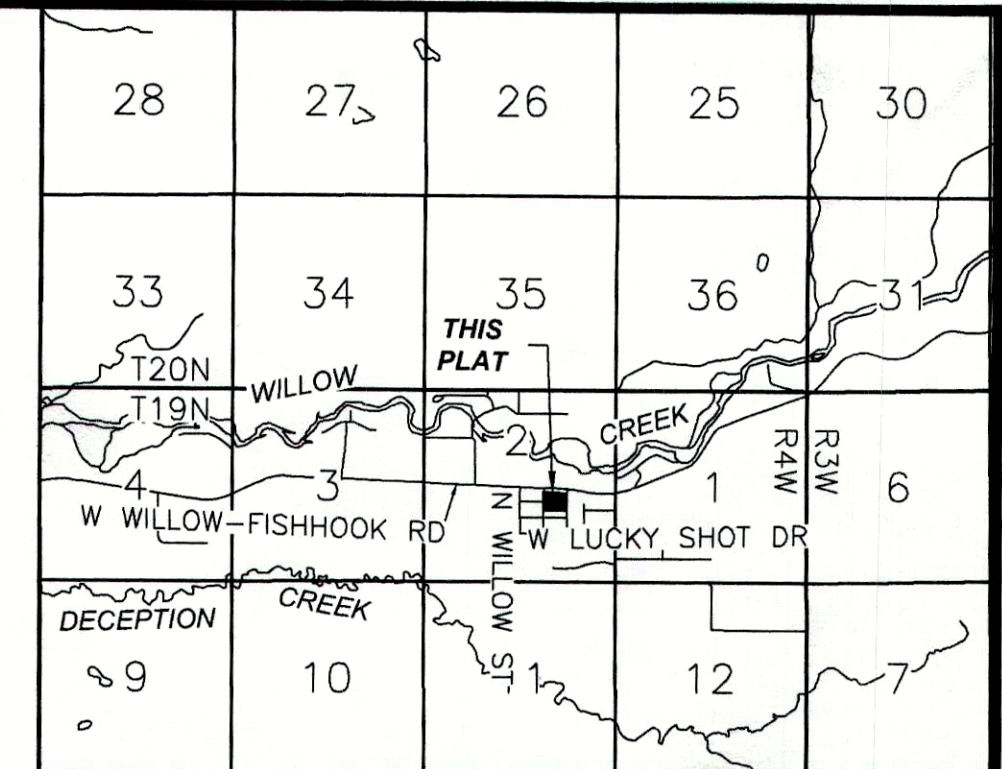 28 27 26 25 30
33 34 35 36 31
THIS
PLAT
T20N
WILLOW
T19N
CREEK
R4W R3W
4 3 2 1 6
W WILLOW-FISHHOOK RD
N WILLOW ST
W LUCKY SHOT DR
DECEPTION
CREEK
9 10 1 12 7